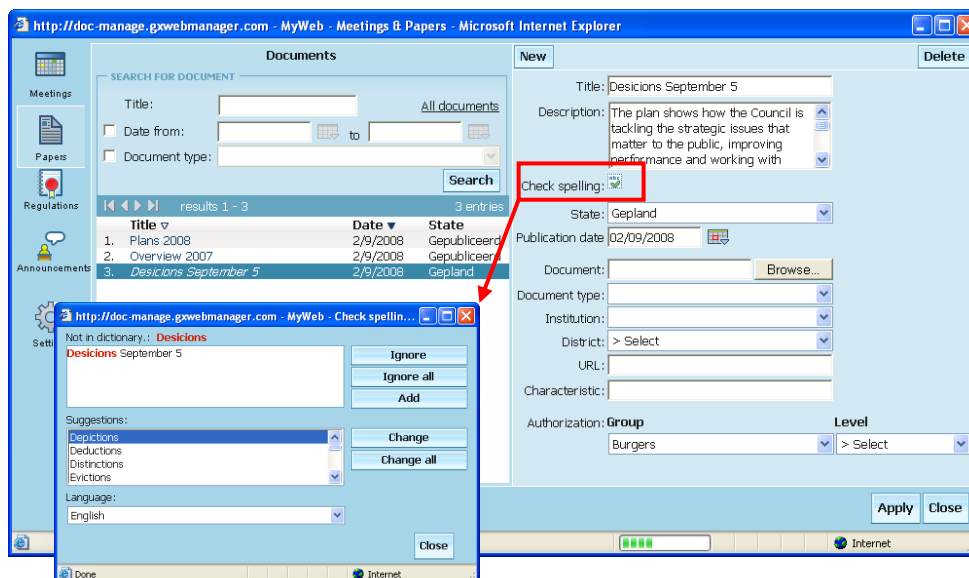 http://doc-manage.gxwebmanager.com - MyWeb - Meetings & Papers - Microsoft Internet Explorer
Meetings
Papers
Regulations
Announcements
Documents
SEARCH FOR DOCUMENT
Title:
All documents
Date from:
to
Document type:
Search
results 1 - 3
3 entries
Title Date State
1. Plans 2008 2/9/2008 Gepubliceerd
2. Overview 2007 2/9/2008 Gepubliceerd
3. Desicions September 5 2/9/2008 Gepland
New
Delete
Title: Desicions September 5
Description: The plan shows how the Council is
tackling the strategic issues that
matter to the public, improving
performance and working with
Check spelling:
abc
State: Gepland
Publication date 02/09/2008
Document:
Browse...
Document type:
Institution:
District: > Select
URL:
Characteristic:
Authorization: Group Level
Burgers > Select
Apply Close
Internet
http://doc-manage.gxwebmanager.com - MyWeb - Check spellin...
Not in dictionary.: Desicions
Desicions September 5
Ignore
Ignore all
Add
Suggestions:
Depictions
Deductions
Distinctions
Evictions
Change
Change all
Language:
English
Close
Done
Internet